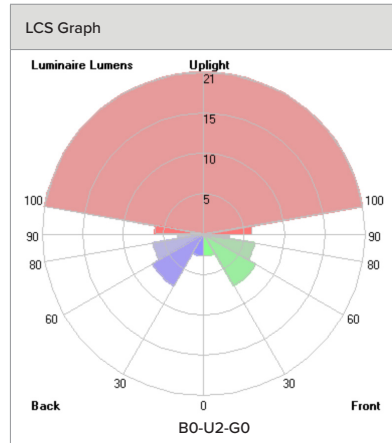 LCS Graph
Luminaire Lumens Uplight
21
15
10
5
100 100
90 90
80 80
60 60
30 30
Back 0 Front
B0-U2-G0